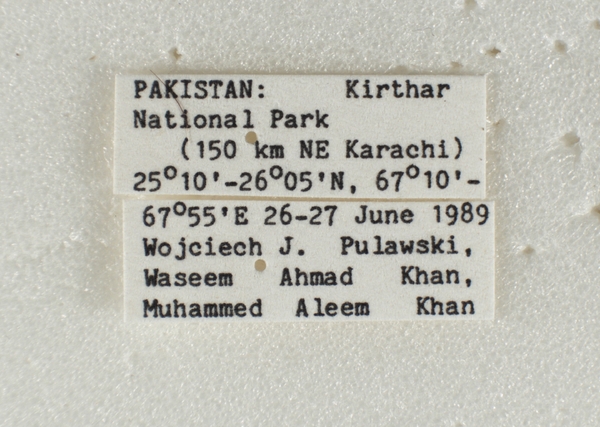 PAKISTAN: Kirthar
National Park
(150 km NE Karachi)
25°10'-26°05'N, 67°10'-
67°55'E 26-27 June 1989
Wojciech J. Pulawski,
Waseem Ahmad Khan,
Muhammed Aleem Khan